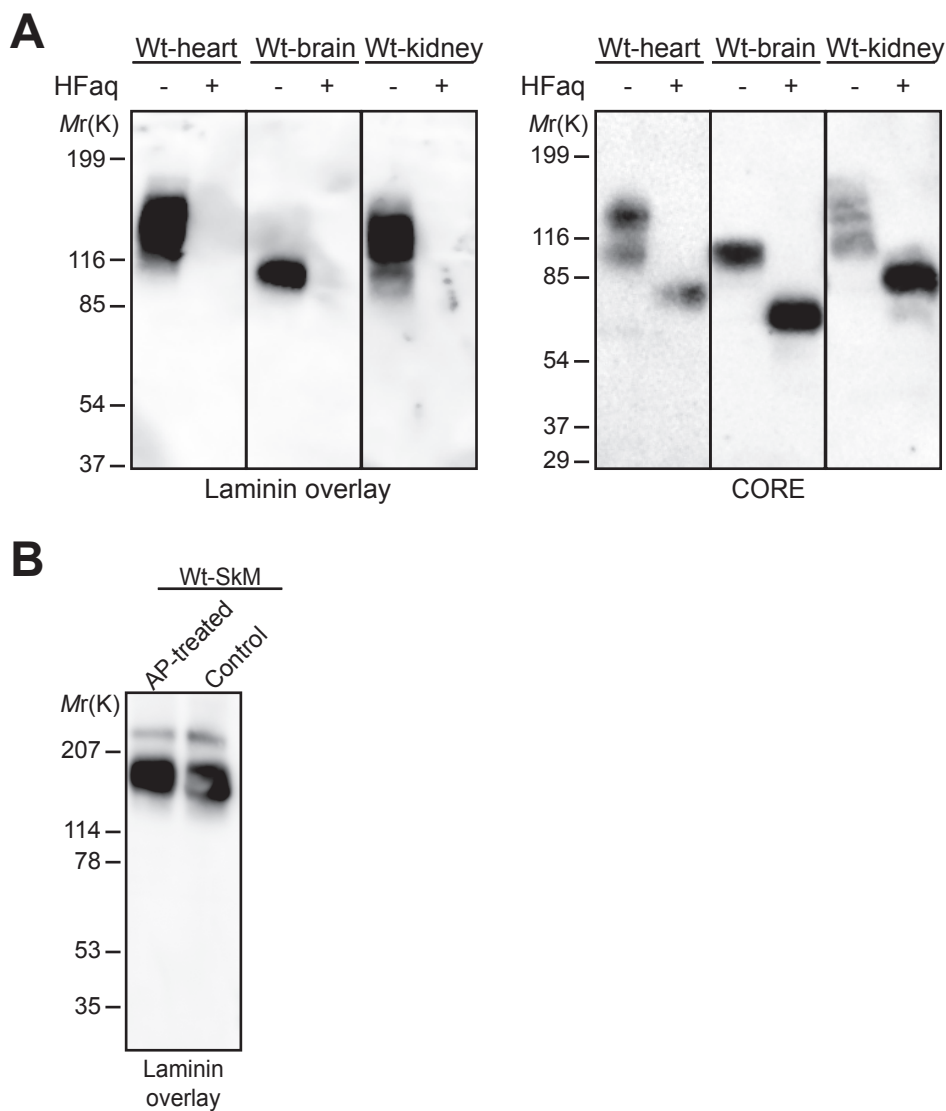 A
Wt-heart Wt-brain Wt-kidney
HFaq - + - + - +
Mr(K)
199
116
85
54
37
Laminin overlay
Wt-heart Wt-brain Wt-kidney
HFaq - + - + - +
Mr(K)
199
116
85
54
37
29
CORE
B
Wt-SkM
AP-treated
Control
Mr(K)
207
114
78
53
35
Laminin
overlay